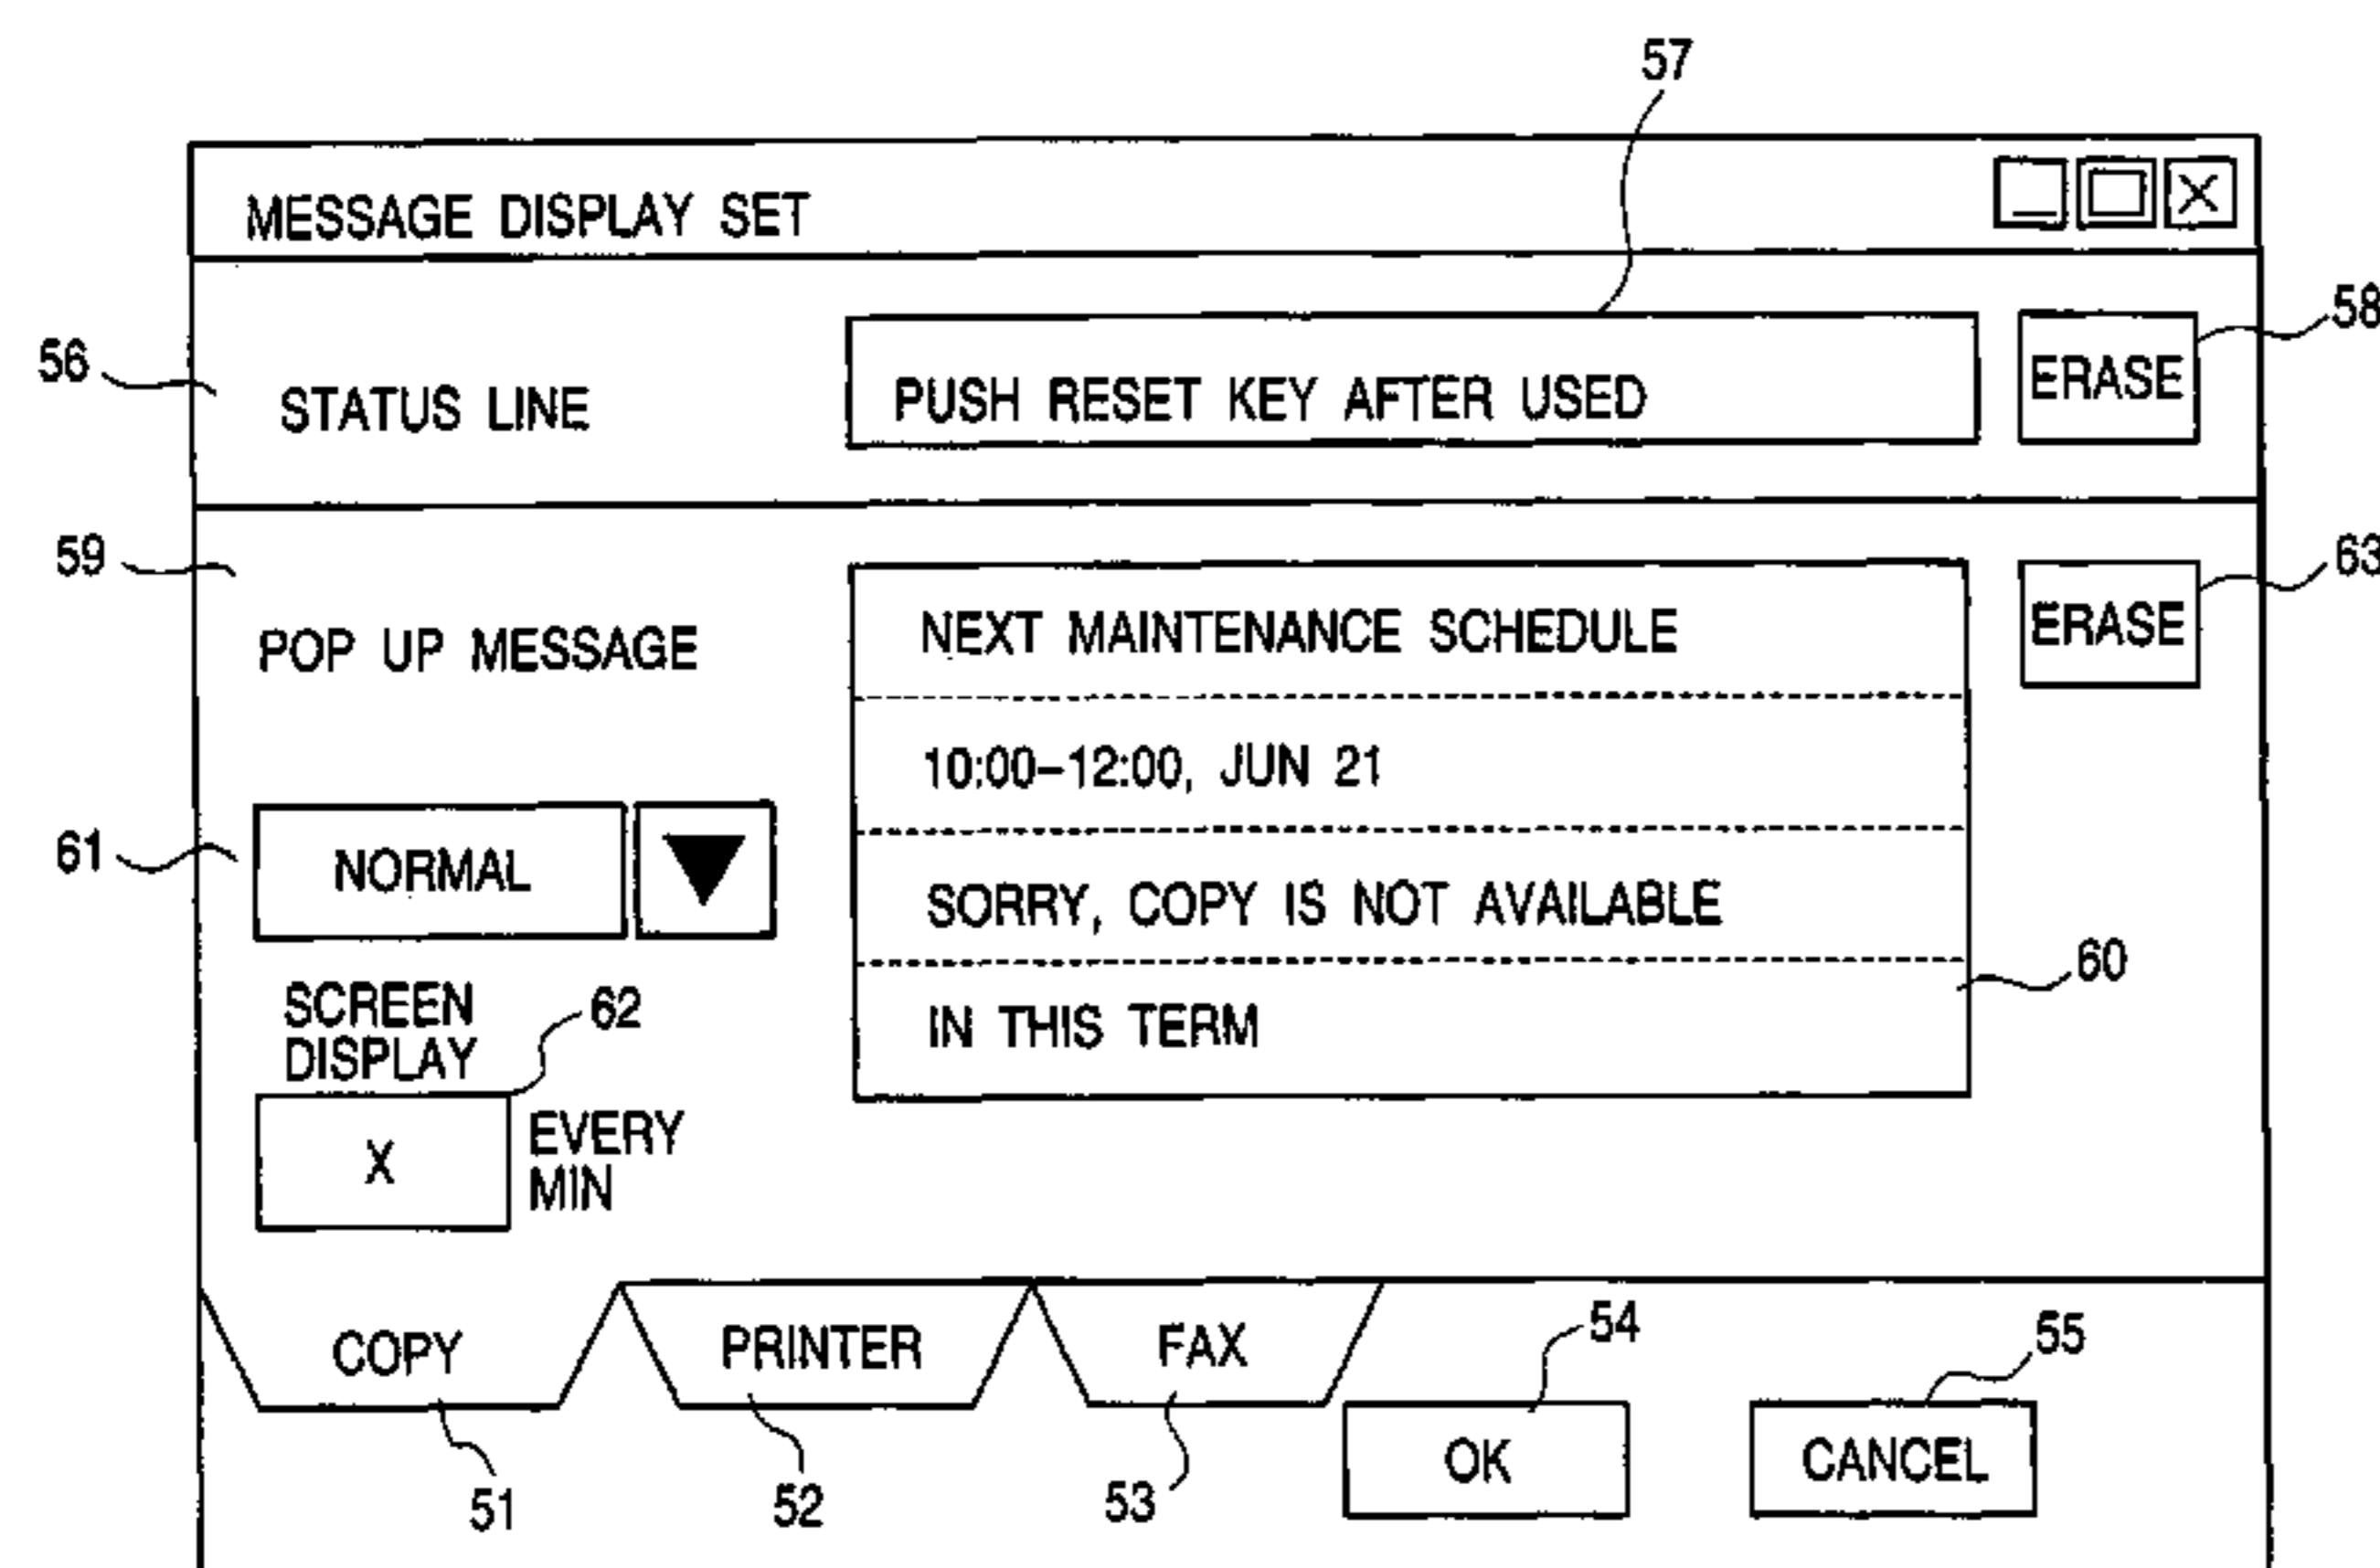 57
MESSAGE DISPLAY SET
56
STATUS LINE
PUSH RESET KEY AFTER USED
ERASE
58
59
POP UP MESSAGE
NEXT MAINTENANCE SCHEDULE
10:00-12:00, JUN 21
SORRY, COPY IS NOT AVAILABLE
IN THIS TERM
60
ERASE
63
61
NORMAL
SCREEN
DISPLAY
62
X
EVERY
MIN
COPY
PRINTER
FAX
51
52
53
54
OK
55
CANCEL